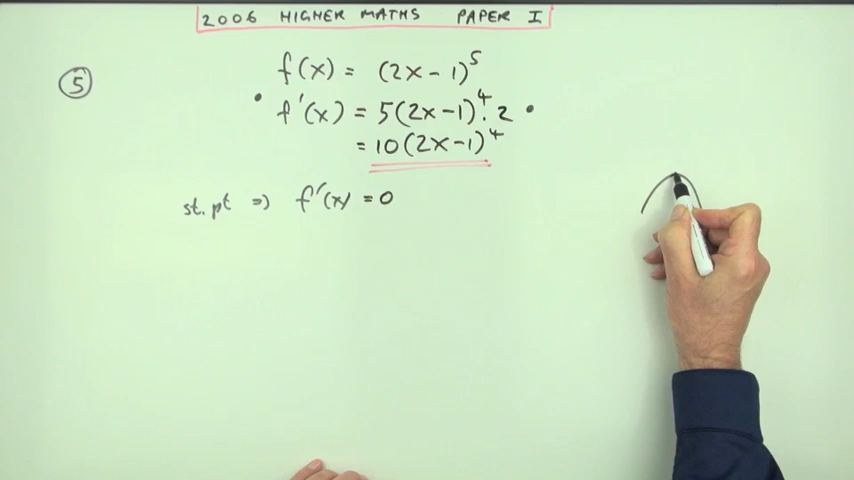 2006 HIGHER MATHS PAPER I
5
f(x) = (2x - 1)⁵
• f'(x) = 5(2x-1)⁴. 2 •
= 10(2x-1)⁴
st. pt ⇒ f'(x) = 0